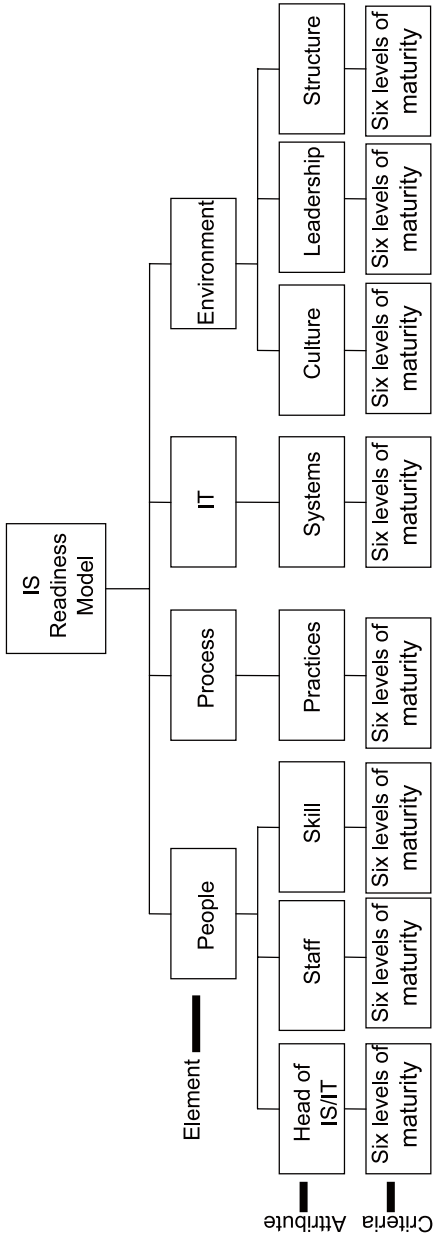 IS
Readiness
Model
Element
People
Process
IT
Environment
Attribute
Head of
IS/IT
Staff
Skill
Practices
Systems
Culture
Leadership
Structure
Criteria
Six levels of
maturity
Six levels of
maturity
Six levels of
maturity
Six levels of
maturity
Six levels of
maturity
Six levels of
maturity
Six levels of
maturity
Six levels of
maturity